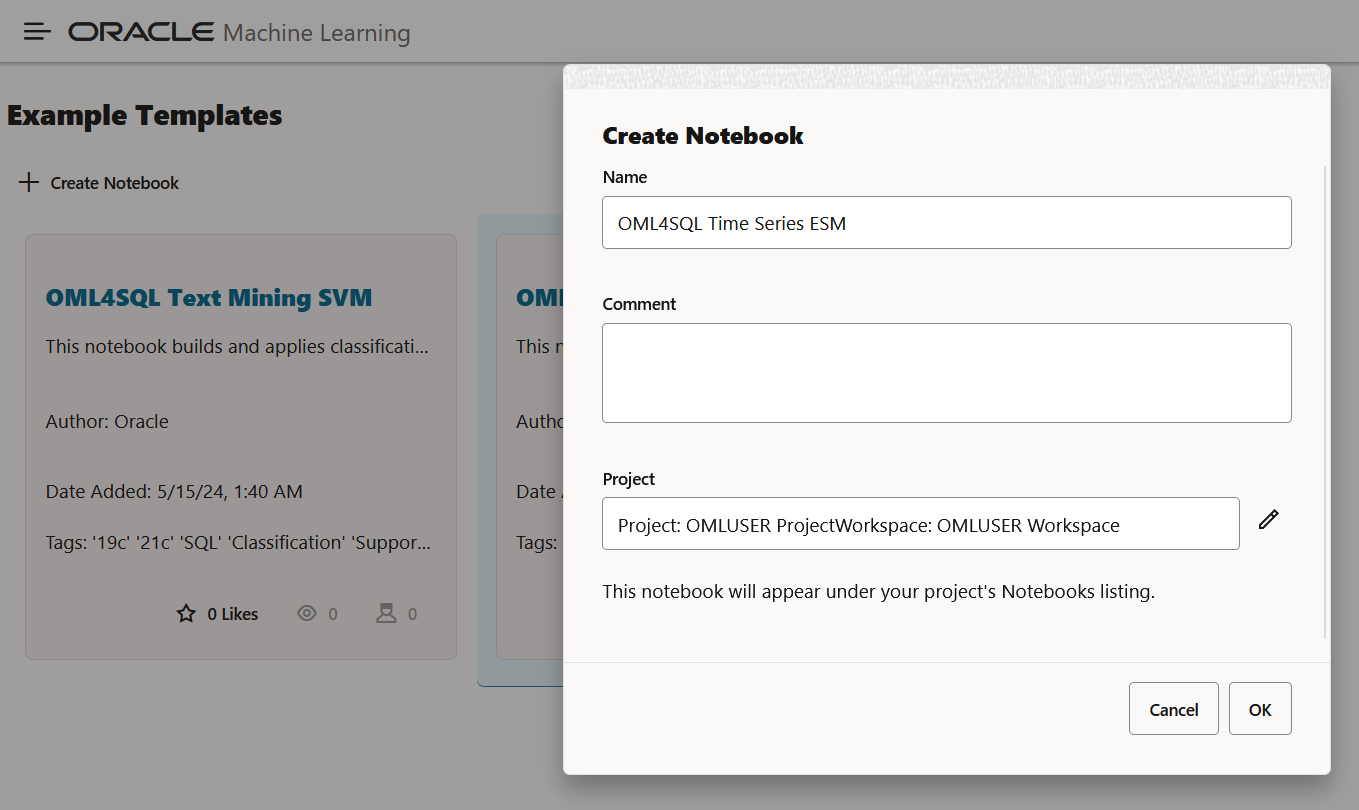 ORACLE Machine Learning
Example Templates
Create Notebook
OML4SQL Text Mining SVM
This notebook builds and applies classificati...
Author: Oracle
Date Added: 5/15/24, 1:40 AM
Tags: '19c' '21c' 'SQL' 'Classification' 'Suppor...
0 Likes 0 0
This
Date
Tags:
Create Notebook
Name
OML4SQL Time Series ESM
Comment
Project
Project: OMLUSER ProjectWorkspace: OMLUSER Workspace
This notebook will appear under your project's Notebooks listing.
Cancel OK